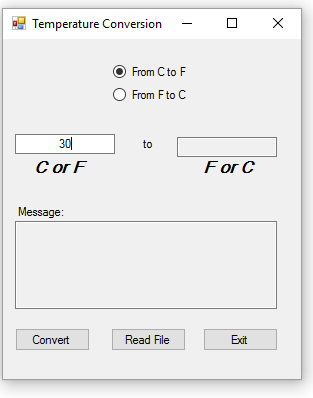 Temperature Conversion
From C to F
From F to C
30 to
C or F F or C
Message:
Convert Read File Exit